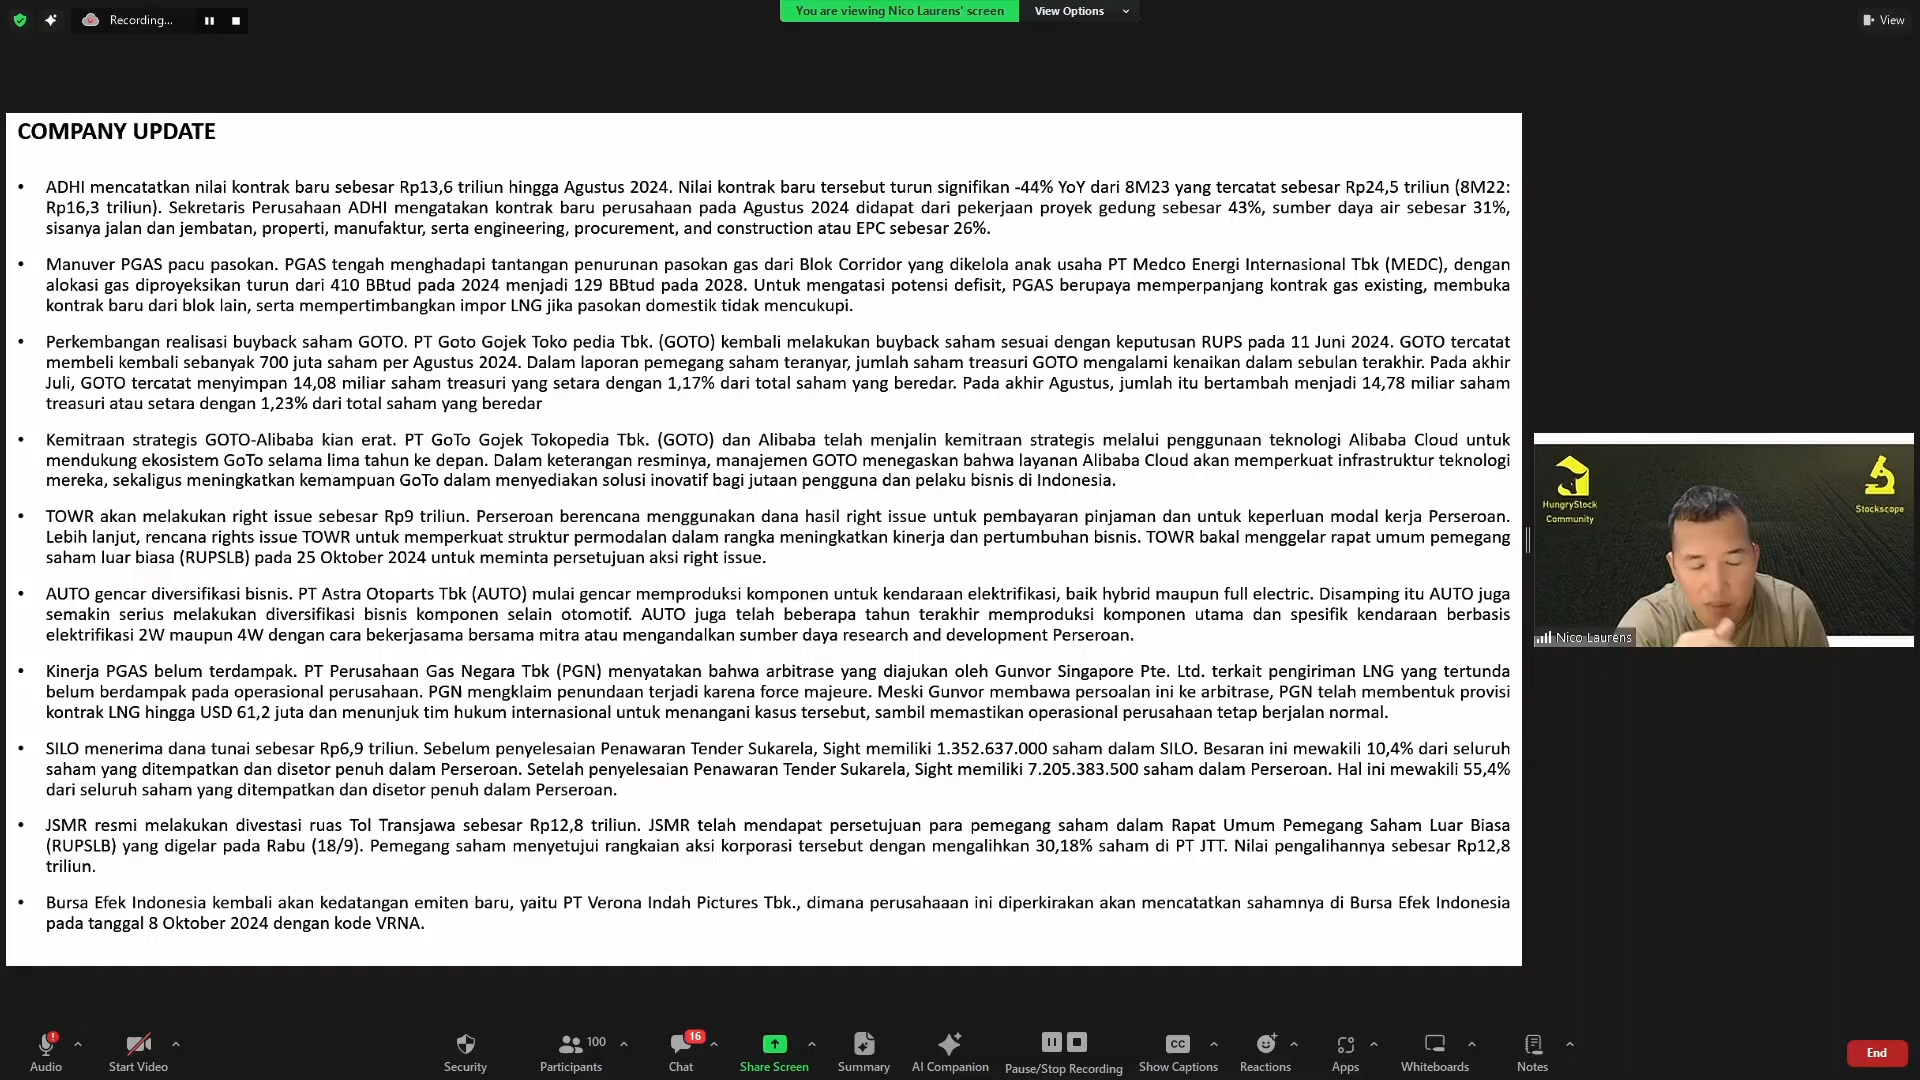 Recording...
You are viewing Nico Laurens' screen
View Options
View
COMPANY UPDATE
• ADHI mencatatkan nilai kontrak baru sebesar Rp13,6 triliun hingga Agustus 2024. Nilai kontrak baru tersebut turun signifikan -44% YoY dari 8M23 yang tercatat sebesar Rp24,5 triliun (8M22:
Rp16,3 triliun). Sekretaris Perusahaan ADHI mengatakan kontrak baru perusahaan pada Agustus 2024 didapat dari pekerjaan proyek gedung sebesar 43%, sumber daya air sebesar 31%,
sisanya jalan dan jembatan, properti, manufaktur, serta engineering, procurement, and construction atau EPC sebesar 26%.
• Manuver PGAS pacu pasokan. PGAS tengah menghadapi tantangan penurunan pasokan gas dari Blok Corridor yang dikelola anak usaha PT Medco Energi Internasional Tbk (MEDC), dengan
alokasi gas diproyeksikan turun dari 410 BBtud pada 2024 menjadi 129 BBtud pada 2028. Untuk mengatasi potensi defisit, PGAS berupaya memperpanjang kontrak gas existing, membuka
kontrak baru dari blok lain, serta mempertimbangkan impor LNG jika pasokan domestik tidak mencukupi.
• Perkembangan realisasi buyback saham GOTO. PT Goto Gojek Toko pedia Tbk. (GOTO) kembali melakukan buyback saham sesuai dengan keputusan RUPS pada 11 Juni 2024. GOTO tercatat
membeli kembali sebanyak 700 juta saham per Agustus 2024. Dalam laporan pemegang saham teranyar, jumlah saham treasuri GOTO mengalami kenaikan dalam sebulan terakhir. Pada akhir
Juli, GOTO tercatat menyimpan 14,08 miliar saham treasuri yang setara dengan 1,17% dari total saham yang beredar. Pada akhir Agustus, jumlah itu bertambah menjadi 14,78 miliar saham
treasuri atau setara dengan 1,23% dari total saham yang beredar
• Kemitraan strategis GOTO-Alibaba kian erat. PT GoTo Gojek Tokopedia Tbk. (GOTO) dan Alibaba telah menjalin kemitraan strategis melalui penggunaan teknologi Alibaba Cloud untuk
mendukung ekosistem GoTo selama lima tahun ke depan. Dalam keterangan resminya, manajemen GOTO menegaskan bahwa layanan Alibaba Cloud akan memperkuat infrastruktur teknologi
mereka, sekaligus meningkatkan kemampuan GoTo dalam menyediakan solusi inovatif bagi jutaan pengguna dan pelaku bisnis di Indonesia.
• TOWR akan melakukan right issue sebesar Rp9 triliun. Perseroan berencana menggunakan dana hasil right issue untuk pembayaran pinjaman dan untuk keperluan modal kerja Perseroan.
Lebih lanjut, rencana rights issue TOWR untuk memperkuat struktur permodalan dalam rangka meningkatkan kinerja dan pertumbuhan bisnis. TOWR bakal menggelar rapat umum pemegang
saham luar biasa (RUPSLB) pada 25 Oktober 2024 untuk meminta persetujuan aksi right issue.
• AUTO gencar diversifikasi bisnis. PT Astra Otoparts Tbk (AUTO) mulai gencar memproduksi komponen untuk kendaraan elektrifikasi, baik hybrid maupun full electric. Disamping itu AUTO juga
semakin serius melakukan diversifikasi bisnis komponen selain otomotif. AUTO juga telah beberapa tahun terakhir memproduksi komponen utama dan spesifik kendaraan berbasis
elektrifikasi 2W maupun 4W dengan cara bekerjasama bersama mitra atau mengandalkan sumber daya research and development Perseroan.
• Kinerja PGAS belum terdampak. PT Perusahaan Gas Negara Tbk (PGN) menyatakan bahwa arbitrase yang diajukan oleh Gunvor Singapore Pte. Ltd. terkait pengiriman LNG yang tertunda
belum berdampak pada operasional perusahaan. PGN mengklaim penundaan terjadi karena force majeure. Meski Gunvor membawa persoalan ini ke arbitrase, PGN telah membentuk provisi
kontrak LNG hingga USD 61,2 juta dan menunjuk tim hukum internasional untuk menangani kasus tersebut, sambil memastikan operasional perusahaan tetap berjalan normal.
• SILO menerima dana tunai sebesar Rp6,9 triliun. Sebelum penyelesaian Penawaran Tender Sukarela, Sight memiliki 1.352.637.000 saham dalam SILO. Besaran ini mewakili 10,4% dari seluruh
saham yang ditempatkan dan disetor penuh dalam Perseroan. Setelah penyelesaian Penawaran Tender Sukarela, Sight memiliki 7.205.383.500 saham dalam Perseroan. Hal ini mewakili 55,4%
dari seluruh saham yang ditempatkan dan disetor penuh dalam Perseroan.
• JSMR resmi melakukan divestasi ruas Tol Transjawa sebesar Rp12,8 triliun. JSMR telah mendapat persetujuan para pemegang saham dalam Rapat Umum Pemegang Saham Luar Biasa
(RUPSLB) yang digelar pada Rabu (18/9). Pemegang saham menyetujui rangkaian aksi korporasi tersebut dengan mengalihkan 30,18% saham di PT JTT. Nilai pengalihannya sebesar Rp12,8
triliun.
• Bursa Efek Indonesia kembali akan kedatangan emiten baru, yaitu PT Verona Indah Pictures Tbk., dimana perusahaaan ini diperkirakan akan mencatatkan sahamnya di Bursa Efek Indonesia
pada tanggal 8 Oktober 2024 dengan kode VRNA.
HungryStock
Community
Stockscope
Nico Laurens
Audio
Start Video
Security
Participants 100
Chat 16
Share Screen
Summary
AI Companion
Pause/Stop Recording
CC
Show Captions
Reactions
Apps
Whiteboards
Notes
End